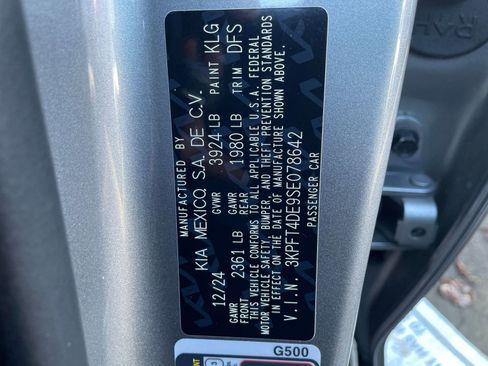 MANUFACTURED BY
KIA MEXICO, S.A. DE C.V.
12/24 GVWR 3924 LB PAINT KLG
GAWR FRONT 2361 LB GAWR REAR 1980 LB TRIM DFS
THIS VEHICLE CONFORMS TO ALL APPLICABLE U.S.A. FEDERAL
MOTOR VEHICLE SAFETY, BUMPER, AND THEFT PREVENTION STANDARDS
IN EFFECT ON THE DATE OF MANUFACTURE SHOWN ABOVE.
V.I.N. 3KPFT4DE9SE078642
PASSENGER CAR
G500